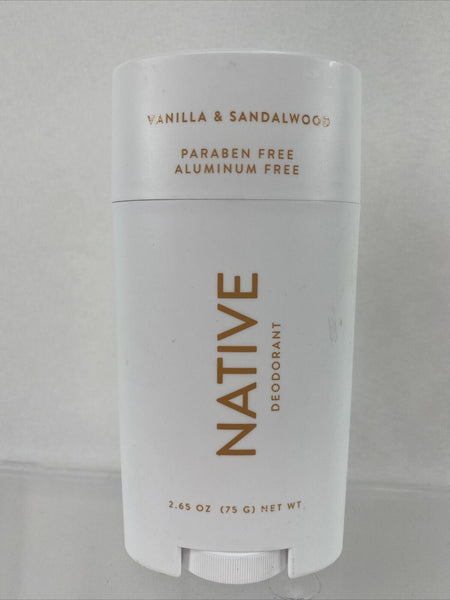 VANILLA & SANDALWOOD
PARABEN FREE
ALUMINUM FREE
NATIVE
DEODORANT
2.65 OZ (75 G) NET WT